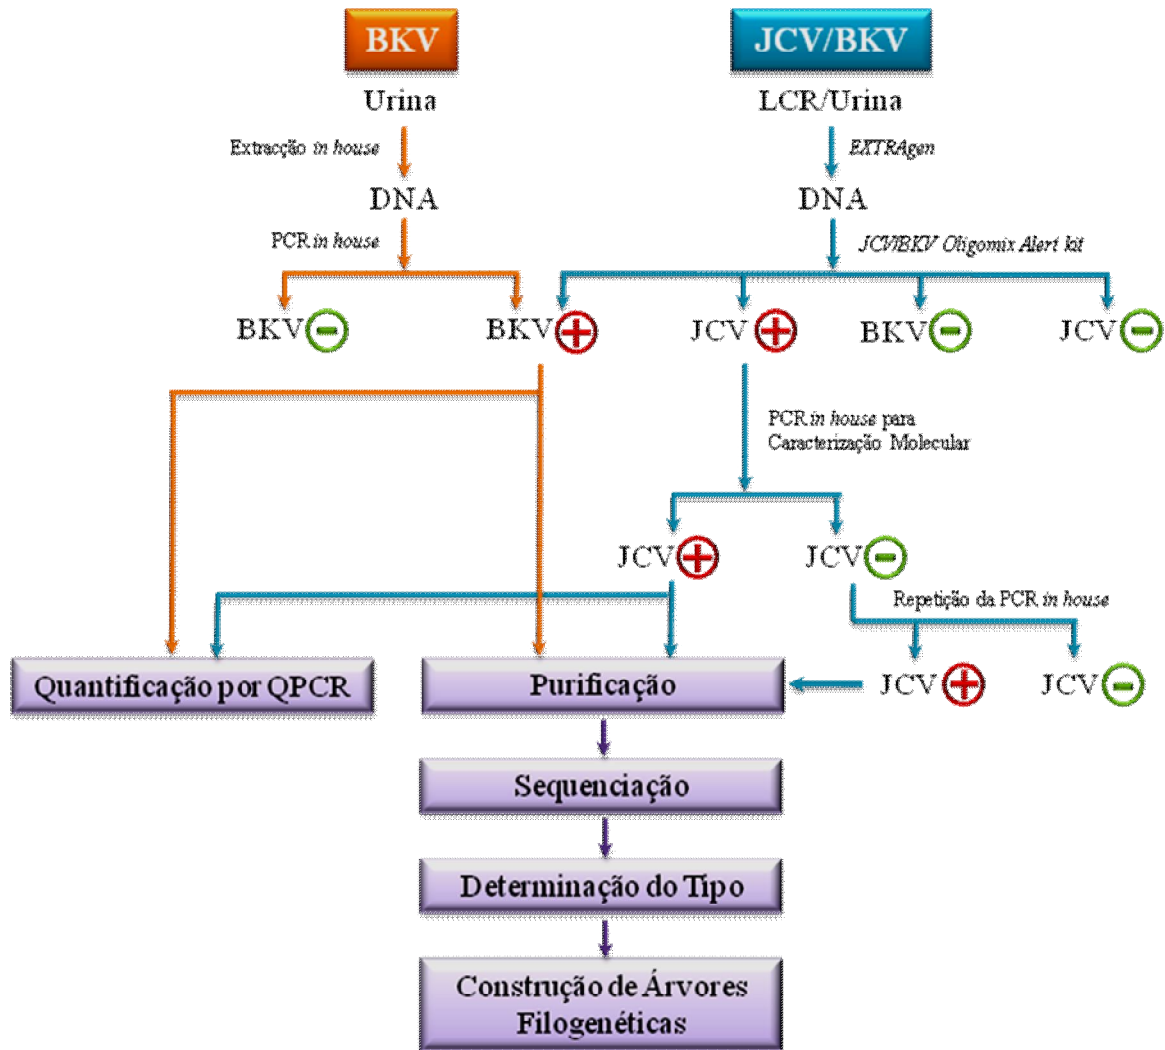 BKV
JCV/BKV
Urina
LCR/Urina
Extracção in house
EXTRAgen
DNA
DNA
PCR in house
JCV/BKV Oligomix Alert kit
BKV
BKV
JCV
BKV
JCV
PCR in house para
Caracterização Molecular
JCV
JCV
Repetição da PCR in house
Quantificação por QPCR
Purificação
JCV
JCV
Sequenciação
Determinação do Tipo
Construção de Árvores
Filogenéticas